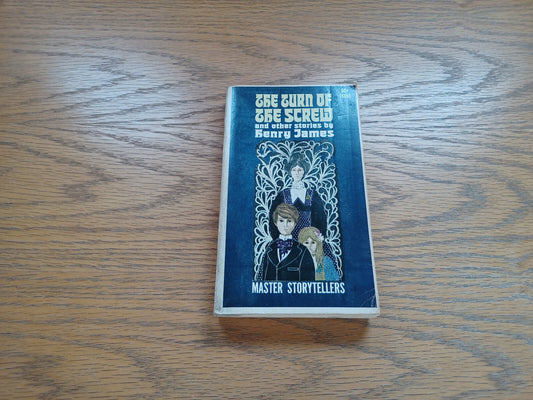 THE TURN OF
THE SCREW
and other stories by
Henry James
MASTER STORYTELLERS